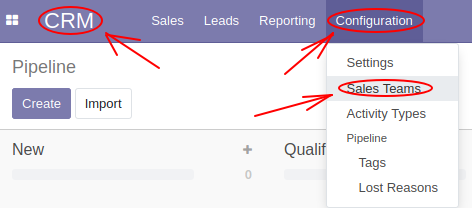 CRM Sales Leads Reporting Configuration
Pipeline
Create Import
Settings
Sales Teams
Activity Types
Pipeline
Tags
Lost Reasons
New + Qualif
0